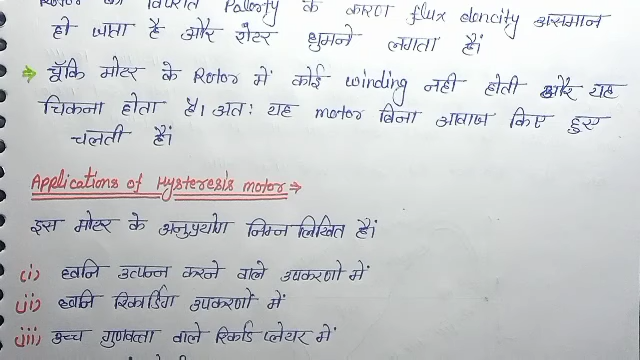 विपरीत Polarity के कारण flux dencity असमान
हो जाता है और रोटर घुमने लगता है।
⇒ चूँकि मोटर के Rotor में कोई winding नही होती और यह
चिकना होता है। अतः यह motor बिना आवाज किए हुए
चलती है।
Applications of Hysteresis motor⇒
इस मोटर के अनुप्रयोग निम्न लिखित है।
(i) ध्वनि उत्पन्न करने वाले उपकरणो में
(ii) ध्वनि रिकार्डिंग उपकरणों में
(iii) उच्च गुणवत्ता वाले रिकार्ड प्लेयर में